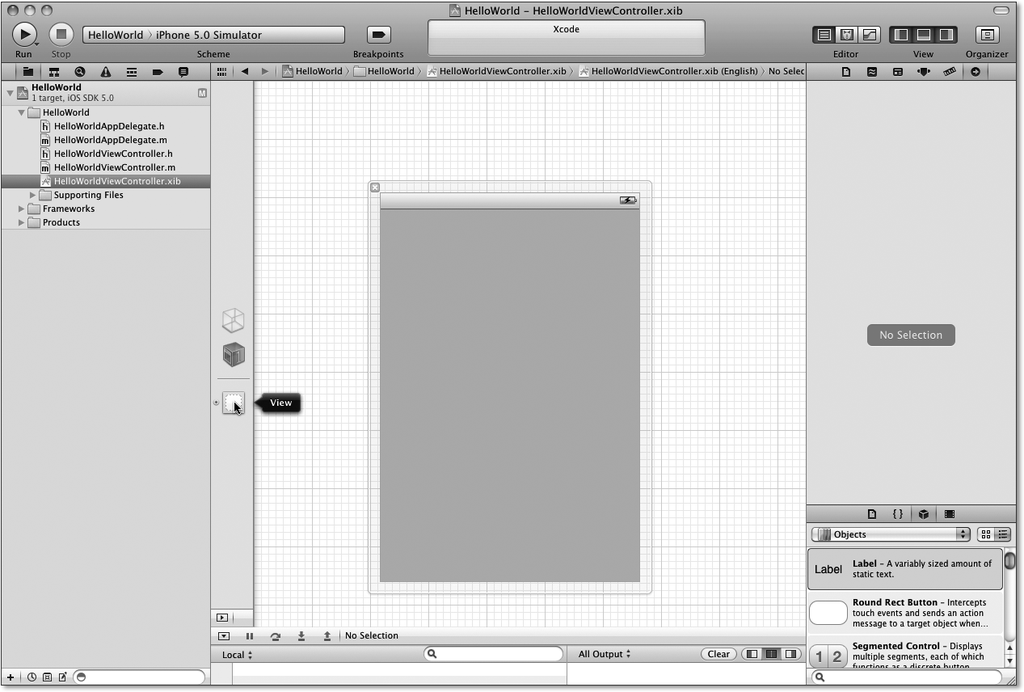 HelloWorld – HelloWorldViewController.xib
HelloWorld › iPhone 5.0 Simulator
Xcode
Run
Stop
Scheme
Breakpoints
Editor
View
Organizer
HelloWorld › HelloWorld › HelloWorldViewController.xib › HelloWorldViewController.xib (English) › No Selec
HelloWorld
1 target, iOS SDK 5.0
M
HelloWorld
h HelloWorldAppDelegate.h
m HelloWorldAppDelegate.m
h HelloWorldViewController.h
m HelloWorldViewController.m
HelloWorldViewController.xib
Supporting Files
Frameworks
Products
View
No Selection
{ }
Objects
Label
Label – A variably sized amount of
static text.
Round Rect Button – Intercepts
touch events and sends an action
message to a target object when...
1 2
Segmented Control – Displays
multiple segments, each of which
functions as a discrete button.
No Selection
Local
All Output
Clear